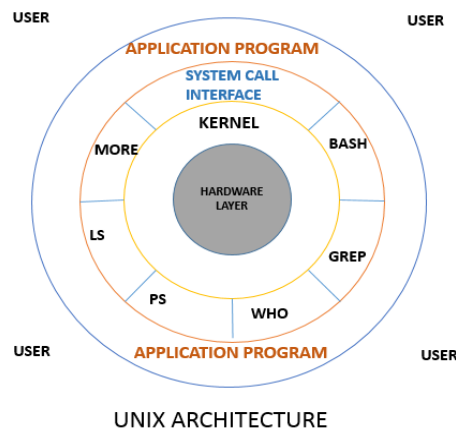 USER
USER
APPLICATION PROGRAM
SYSTEM CALL
INTERFACE
KERNEL
MORE
BASH
HARDWARE
LAYER
LS
GREP
PS
WHO
USER
APPLICATION PROGRAM
USER
UNIX ARCHITECTURE